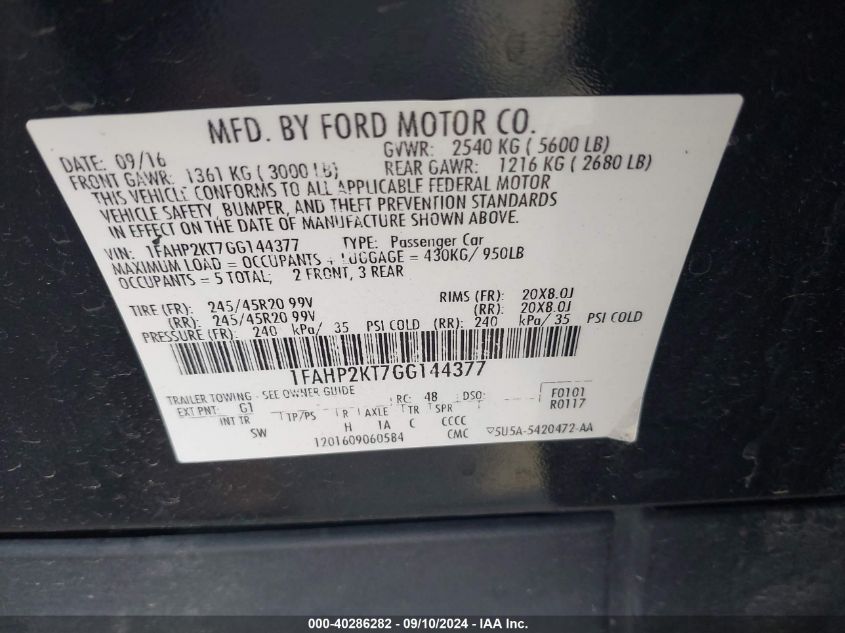 MFD. BY FORD MOTOR CO.
DATE: 09/16 GVWR: 2540 KG ( 5600 LB)
FRONT GAWR: 1361 KG ( 3000 LB) REAR GAWR: 1216 KG ( 2680 LB)
THIS VEHICLE CONFORMS TO ALL APPLICABLE FEDERAL MOTOR
VEHICLE SAFETY, BUMPER, AND THEFT PREVENTION STANDARDS
IN EFFECT ON THE DATE OF MANUFACTURE SHOWN ABOVE.
VIN: 1FAHP2KT7GG144377 TYPE: Passenger Car
MAXIMUM LOAD = OCCUPANTS + LUGGAGE = 430KG/ 950LB
OCCUPANTS = 5 TOTAL; 2 FRONT, 3 REAR
TIRE (FR): 245/45R20 99V RIMS (FR): 20X8.0J
(RR): 245/45R20 99V (RR): 20X8.0J
PRESSURE (FR): 240 kPa/ 35 PSI COLD (RR): 240 kPa/ 35 PSI COLD
1FAHP2KT7GG144377
TRAILER TOWING - SEE OWNER GUIDE RC: 48 DSO: F0101
EXT PNT: G1 R0117
INT TR TP/PS R AXLE TR SPR
SW H 1A C CCCC
1201609060584 CMC ▽5U5A-5420472-AA
000-40286282 - 09/10/2024 - IAA Inc.